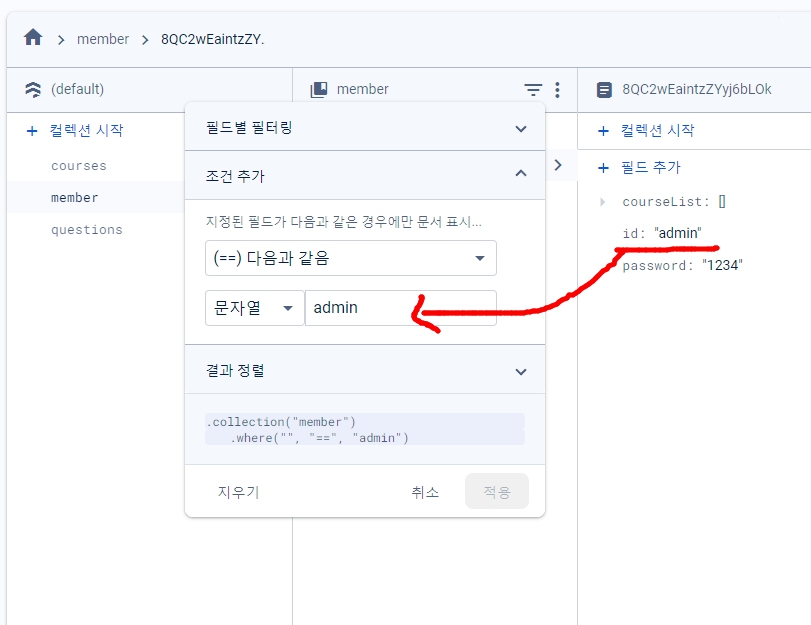 member
8QC2wEaintzZY.
(default)
member
8QC2wEaintzZYyj6bLOk
+ 컬렉션 시작
courses
member
questions
필드별 필터링
조건 추가
지정된 필드가 다음과 같은 경우에만 문서 표시...
(==) 다음과 같음
문자열
admin
결과 정렬
.collection("member")
.where("", "==", "admin")
지우기
취소
적용
+ 컬렉션 시작
+ 필드 추가
courseList: []
id: "admin"
password: "1234"